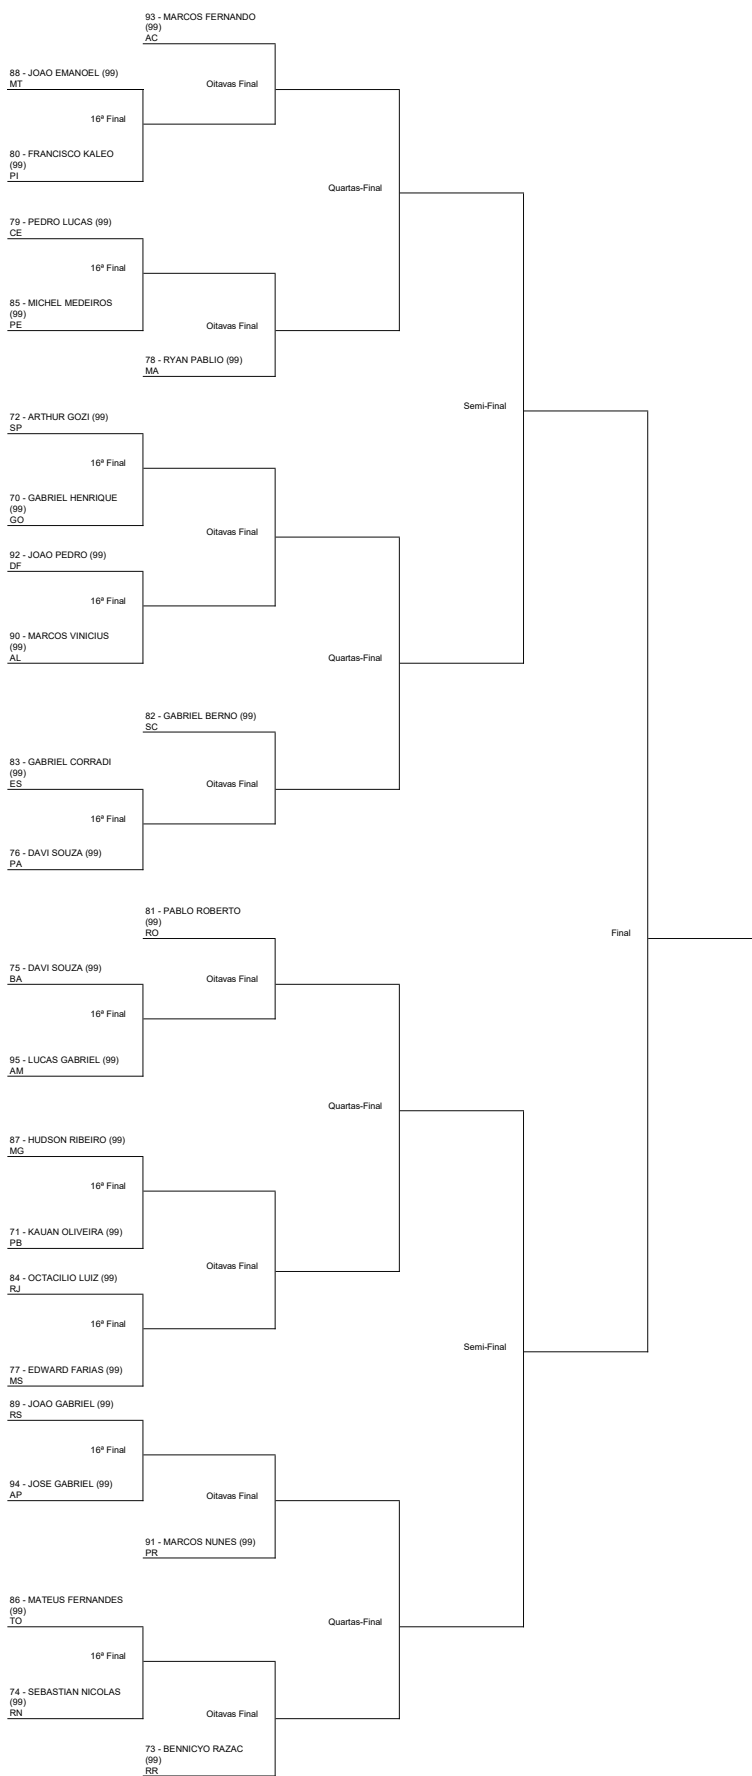 93 - MARCOS FERNANDO
(99)
AC
88 - JOAO EMANOEL (99)
MT
Oitavas Final
16ª Final
80 - FRANCISCO KALEO
(99)
PI
Quartas-Final
79 - PEDRO LUCAS (99)
CE
16ª Final
85 - MICHEL MEDEIROS
(99)
PE
Oitavas Final
78 - RYAN PABLIO (99)
MA
Semi-Final
72 - ARTHUR GOZI (99)
SP
16ª Final
70 - GABRIEL HENRIQUE
(99)
GO
Oitavas Final
92 - JOAO PEDRO (99)
DF
16ª Final
90 - MARCOS VINICIUS
(99)
AL
Quartas-Final
82 - GABRIEL BERNO (99)
SC
83 - GABRIEL CORRADI
(99)
ES
Oitavas Final
16ª Final
76 - DAVI SOUZA (99)
PA
81 - PABLO ROBERTO
(99)
RO
Final
75 - DAVI SOUZA (99)
BA
Oitavas Final
16ª Final
95 - LUCAS GABRIEL (99)
AM
Quartas-Final
87 - HUDSON RIBEIRO (99)
MG
16ª Final
71 - KAUAN OLIVEIRA (99)
PB
Oitavas Final
84 - OCTACILIO LUIZ (99)
RJ
16ª Final
Semi-Final
77 - EDWARD FARIAS (99)
MS
89 - JOAO GABRIEL (99)
RS
16ª Final
94 - JOSE GABRIEL (99)
AP
Oitavas Final
91 - MARCOS NUNES (99)
PR
86 - MATEUS FERNANDES
(99)
TO
Quartas-Final
16ª Final
74 - SEBASTIAN NICOLAS
(99)
RN
Oitavas Final
73 - BENNICYO RAZAC
(99)
RR